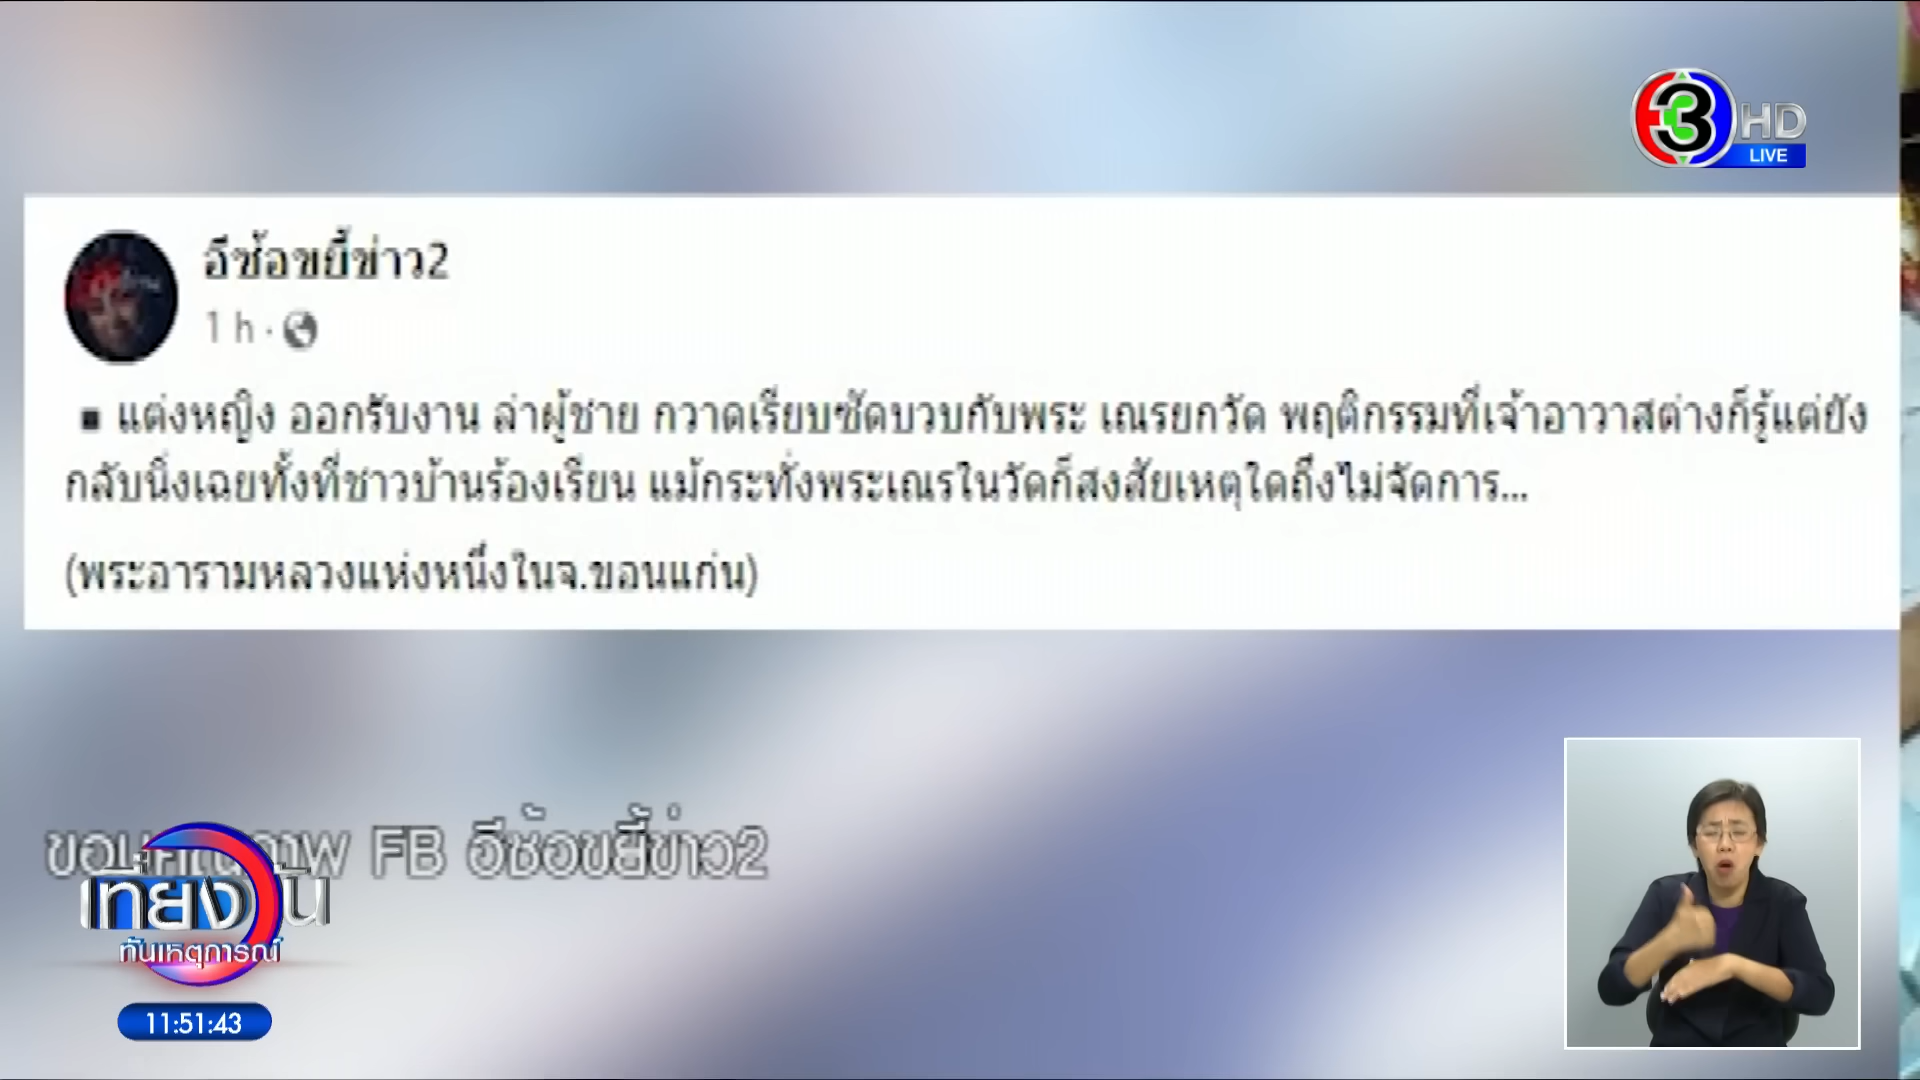 3 HD
LIVE
อีช้อขยี้ข่าว2
1 h ·
▪ แต่งหญิง ออกรับงาน ล่าผู้ชาย กวาดเรียบซัดบวบกับพระ เณรยกวัด พฤติกรรมที่เจ้าอาวาสต่างก็รู้แต่ยัง
กลับนิ่งเฉยทั้งที่ชาวบ้านร้องเรียน แม้กระทั่งพระเณรในวัดก็สงสัยเหตุใดถึงไม่จัดการ...
(พระอารามหลวงแห่งหนึ่งในจ.ขอนแก่น)
ขอบคุณภาพ FB อีช้อขยี้ข่าว2
เที่ยงวัน
ทันเหตุการณ์
11:51:43